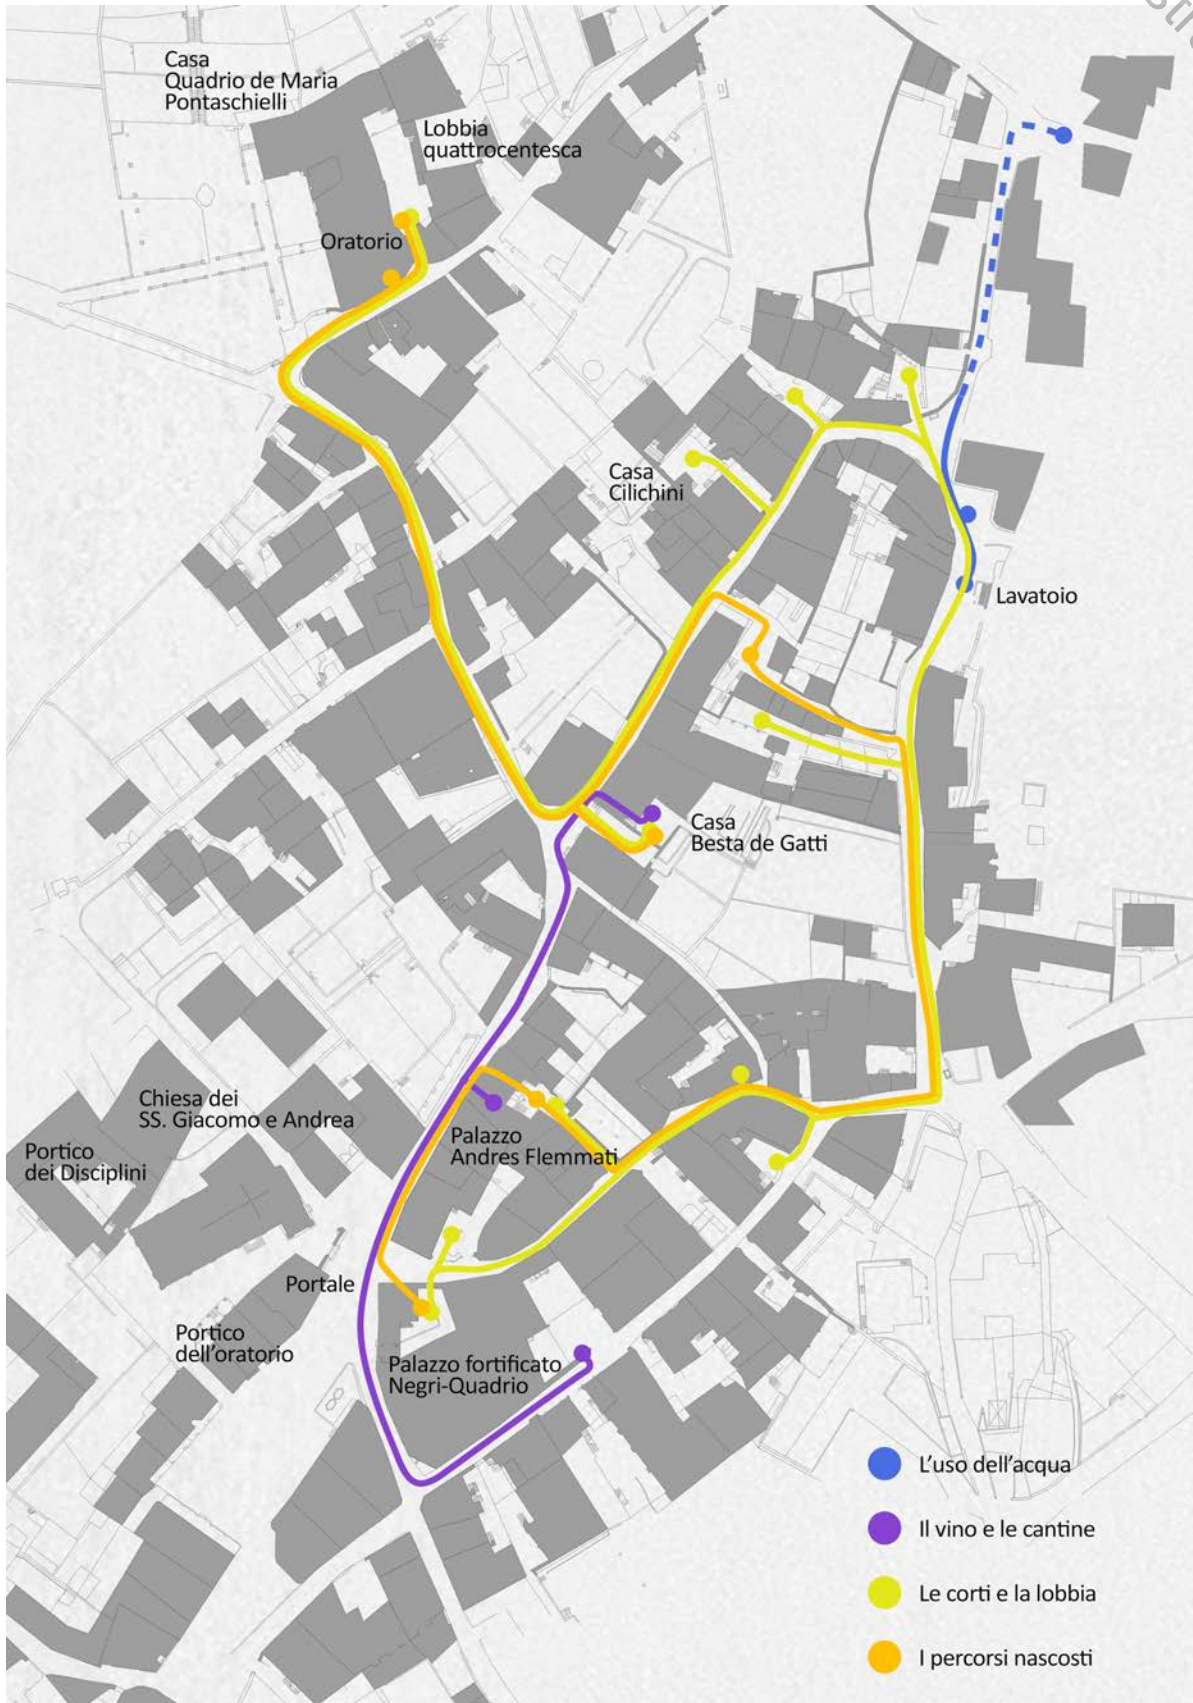 Casa
Quadrio de Maria
Pontaschielli
Lobbia
quattrocentesca
Oratorio
Casa
Cilichini
Lavatoio
Casa
Besta de Gatti
Chiesa dei
SS. Giacomo e Andrea
Portico
dei Disciplini
Palazzo
Andres Flemmati
Portale
Portico
dell'oratorio
Palazzo fortificato
Negri-Quadrio
L'uso dell'acqua
Il vino e le cantine
Le corti e la lobbia
I percorsi nascosti